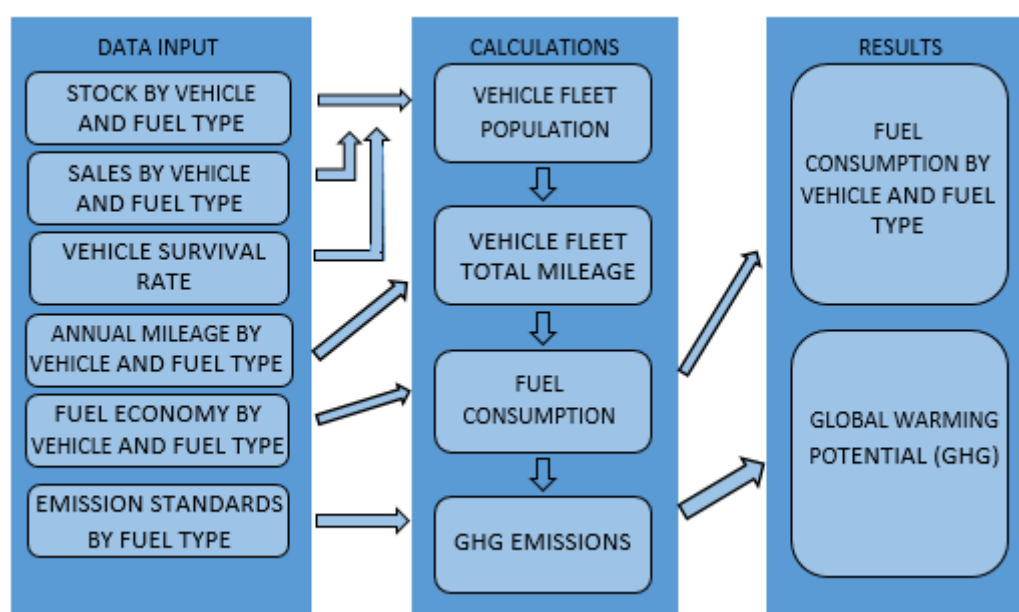 DATA INPUT
STOCK BY VEHICLE
AND FUEL TYPE
SALES BY VEHICLE
AND FUEL TYPE
VEHICLE SURVIVAL
RATE
ANNUAL MILEAGE BY
VEHICLE AND FUEL TYPE
FUEL ECONOMY BY
VEHICLE AND FUEL TYPE
EMISSION STANDARDS
BY FUEL TYPE
CALCULATIONS
VEHICLE FLEET
POPULATION
VEHICLE FLEET
TOTAL MILEAGE
FUEL
CONSUMPTION
GHG EMISSIONS
RESULTS
FUEL
CONSUMPTION BY
VEHICLE AND FUEL
TYPE
GLOBAL WARMING
POTENTIAL (GHG)